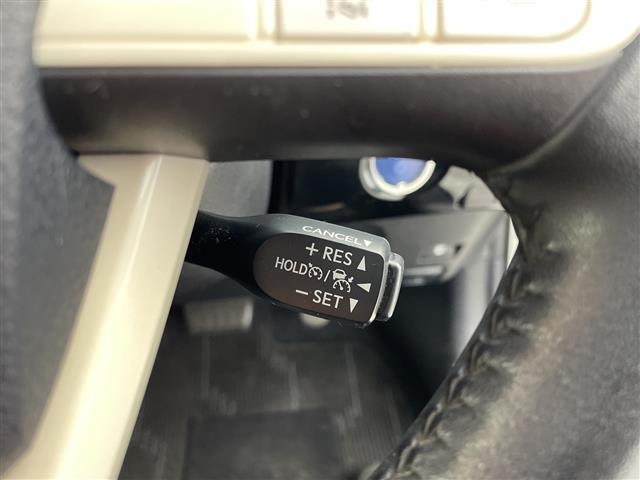 CANCEL▼
+ RES ▲
HOLD / ◀
− SET ▼